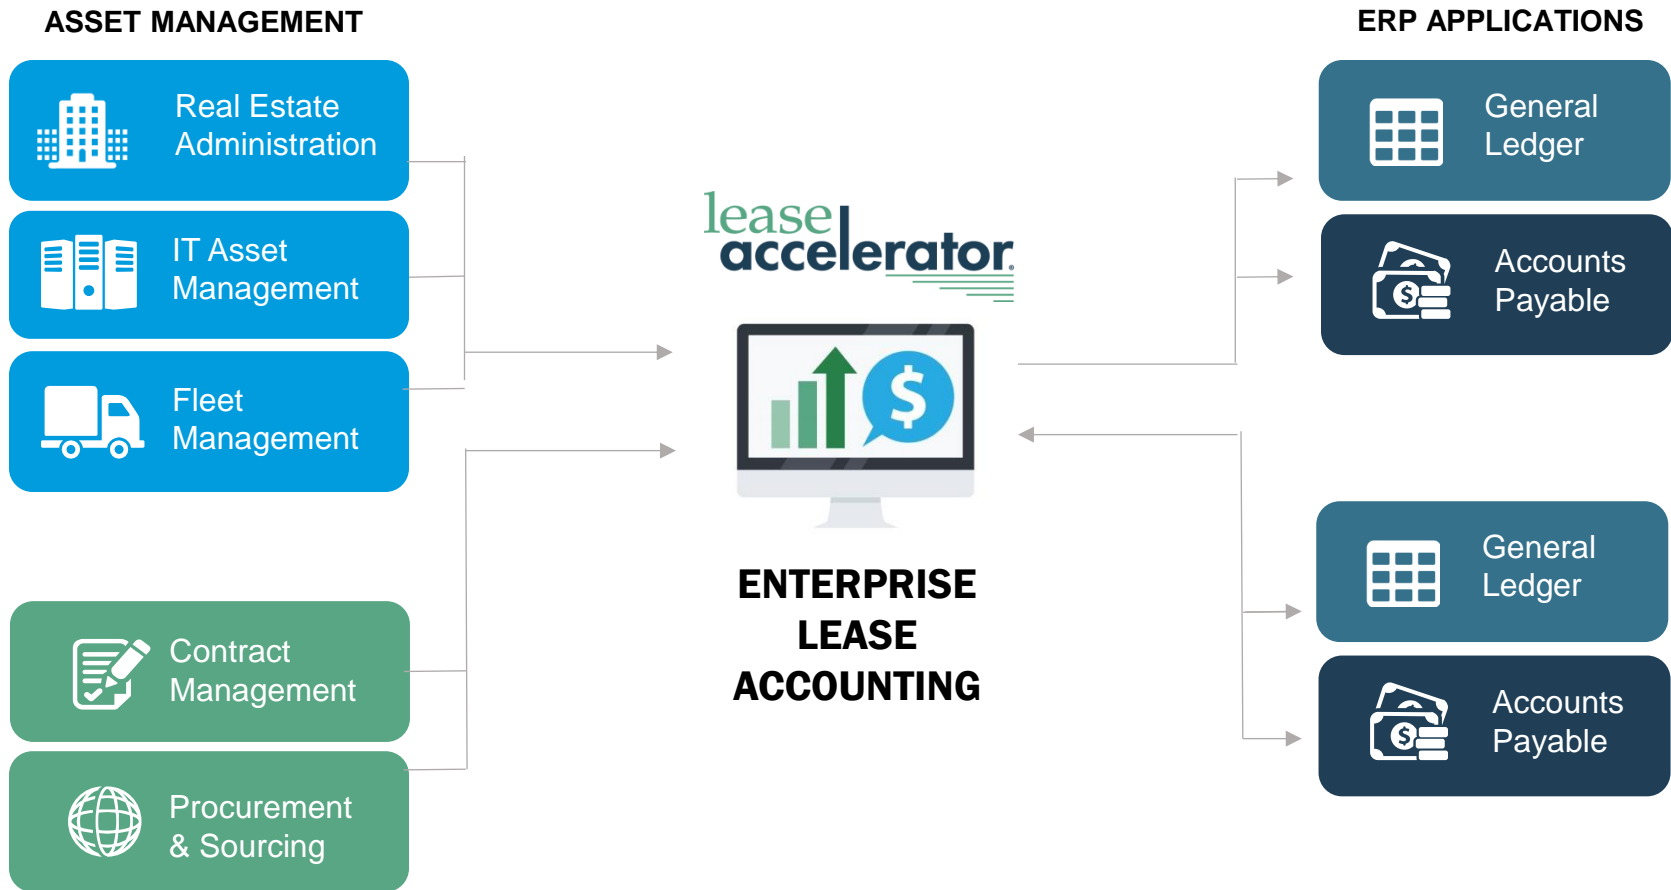 ASSET MANAGEMENT
Real Estate
Administration
IT Asset
Management
Fleet
Management
Contract
Management
Procurement
& Sourcing
lease
accelerator®
$
ENTERPRISE
LEASE
ACCOUNTING
ERP APPLICATIONS
General
Ledger
$
Accounts
Payable
General
Ledger
$
Accounts
Payable